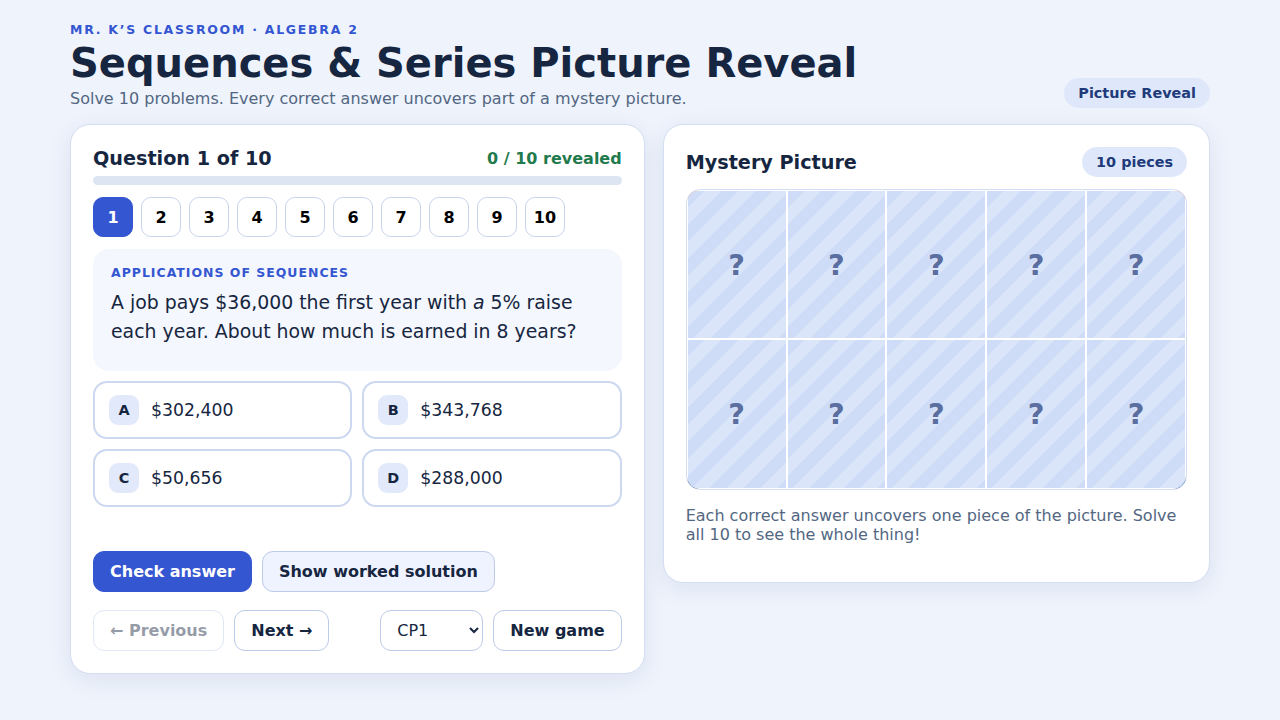 MR. K’S CLASSROOM · ALGEBRA 2
Sequences & Series Picture Reveal
Solve 10 problems. Every correct answer uncovers part of a mystery picture.
Picture Reveal
Question 1 of 10
0 / 10 revealed
1 2 3 4 5 6 7 8 9 10
APPLICATIONS OF SEQUENCES
A job pays $36,000 the first year with a 5% raise
each year. About how much is earned in 8 years?
A $302,400
B $343,768
C $50,656
D $288,000
Check answer
Show worked solution
← Previous
Next →
CP1
New game
Mystery Picture
10 pieces
? ? ? ? ?
? ? ? ? ?
Each correct answer uncovers one piece of the picture. Solve
all 10 to see the whole thing!